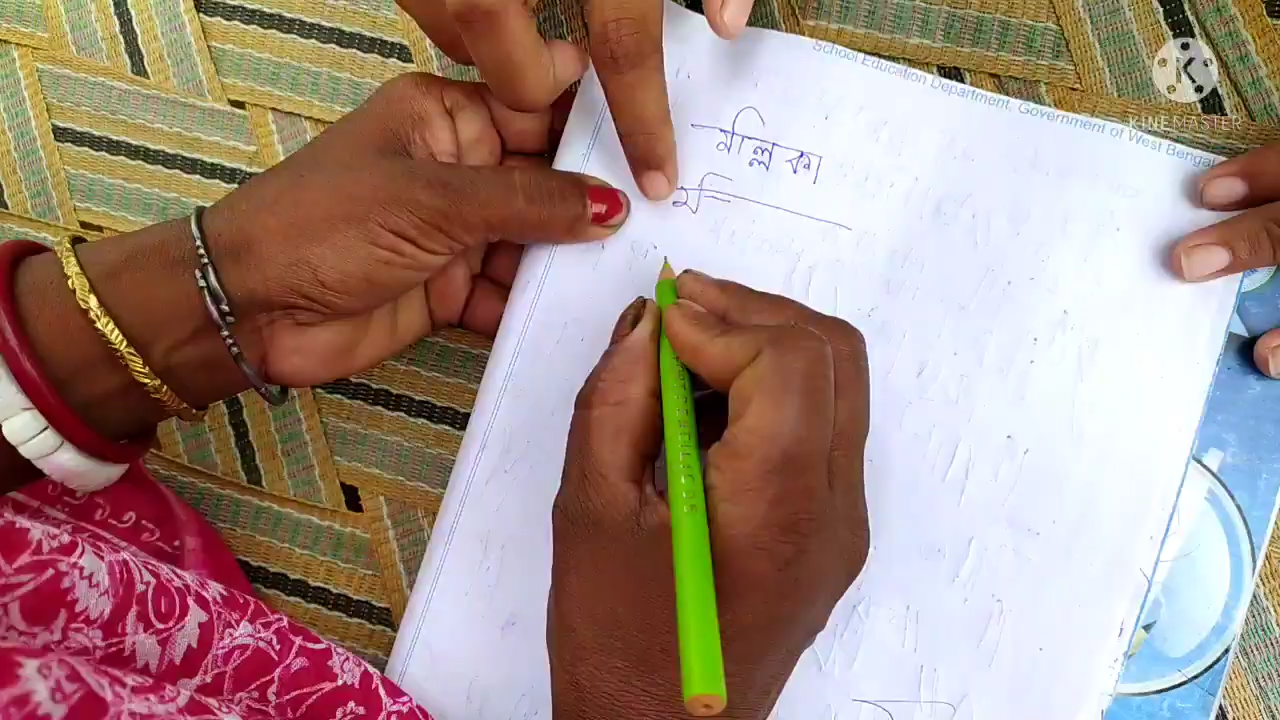 School Education Department, Government of West Bengal
KINEMASTER
মল্লিকা
মি